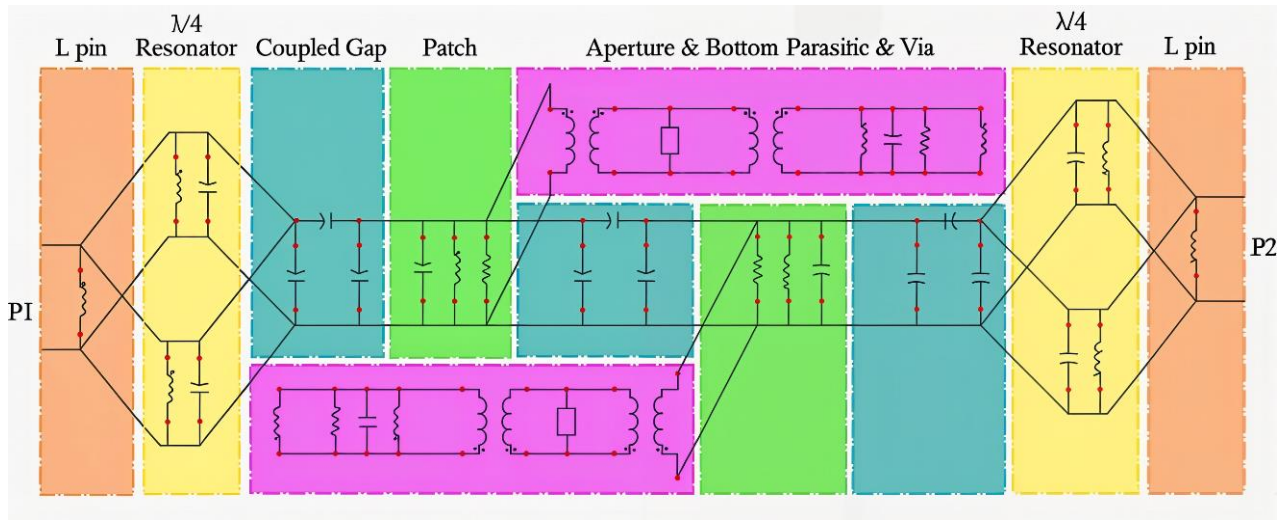 λ/4
λ/4
L pin
Resonator
Coupled Gap
Patch
Aperture & Bottom Parasitic & Via
Resonator
L pin
P1
P2